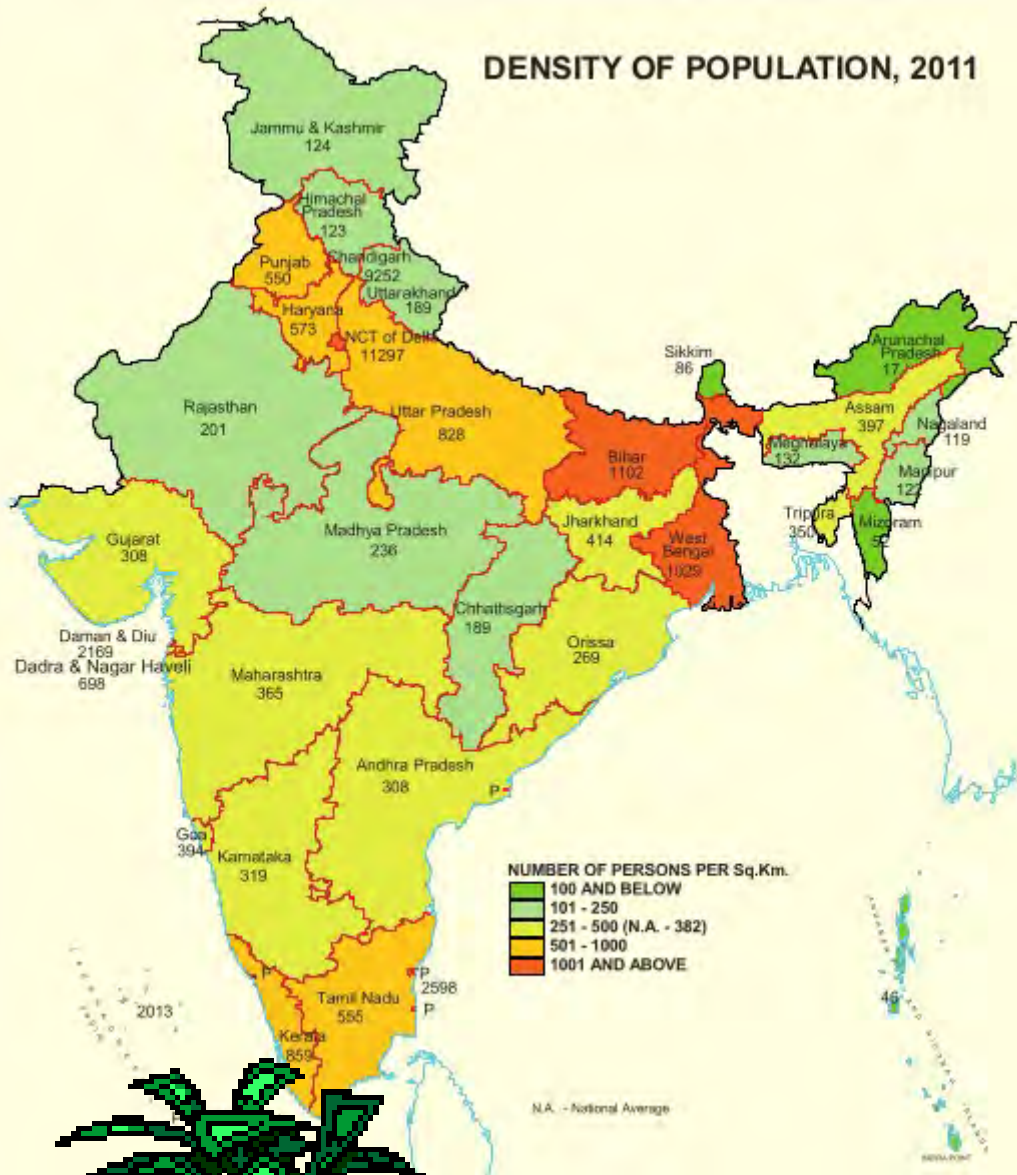 DENSITY OF POPULATION, 2011
Jammu & Kashmir
124
Himachal
Pradesh
123
Punjab
550
Chandigarh
9252
Uttarakhand
189
Haryana
573
NCT of Delhi
11297
Rajasthan
201
Uttar Pradesh
828
Sikkim
86
Arunachal
Pradesh
17
Assam
397
Nagaland
119
Meghalaya
132
Manipur
122
Bihar
1102
Tripura
350
Mizoram
52
Gujarat
308
Madhya Pradesh
236
Jharkhand
414
West
Bengal
1029
Chhattisgarh
189
Orissa
269
Daman & Diu
2169
Dadra & Nagar Haveli
698
Maharashtra
365
Andhra Pradesh
308
P
Goa
394
Karnataka
319
NUMBER OF PERSONS PER Sq.Km.
100 AND BELOW
101 - 250
251 - 500 (N.A. - 382)
501 - 1000
1001 AND ABOVE
P
P
2598
P
Tamil Nadu
555
Kerala
859
2013
46
N.A. - National Average